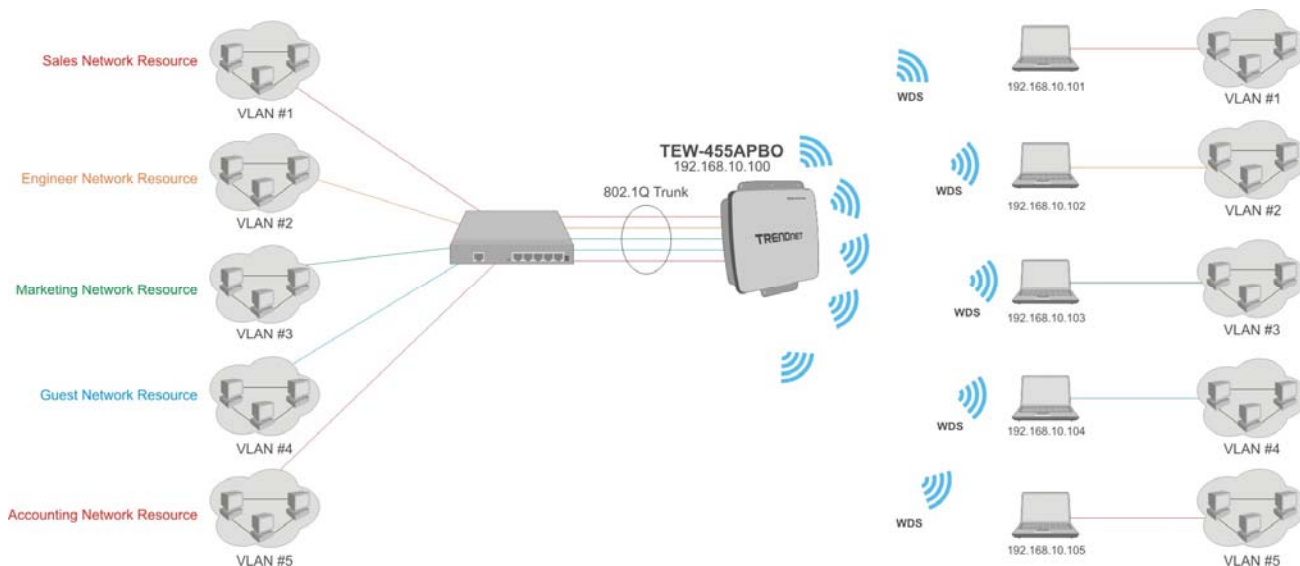 Sales Network Resource
VLAN #1
Engineer Network Resource
VLAN #2
Marketing Network Resource
VLAN #3
Guest Network Resource
VLAN #4
Accounting Network Resource
VLAN #5
802.1Q Trunk
TEW-455APBO
192.168.10.100
TRENDNET
WDS
192.168.10.101
VLAN #1
WDS
192.168.10.102
VLAN #2
WDS
192.168.10.103
VLAN #3
WDS
192.168.10.104
VLAN #4
WDS
192.168.10.105
VLAN #5